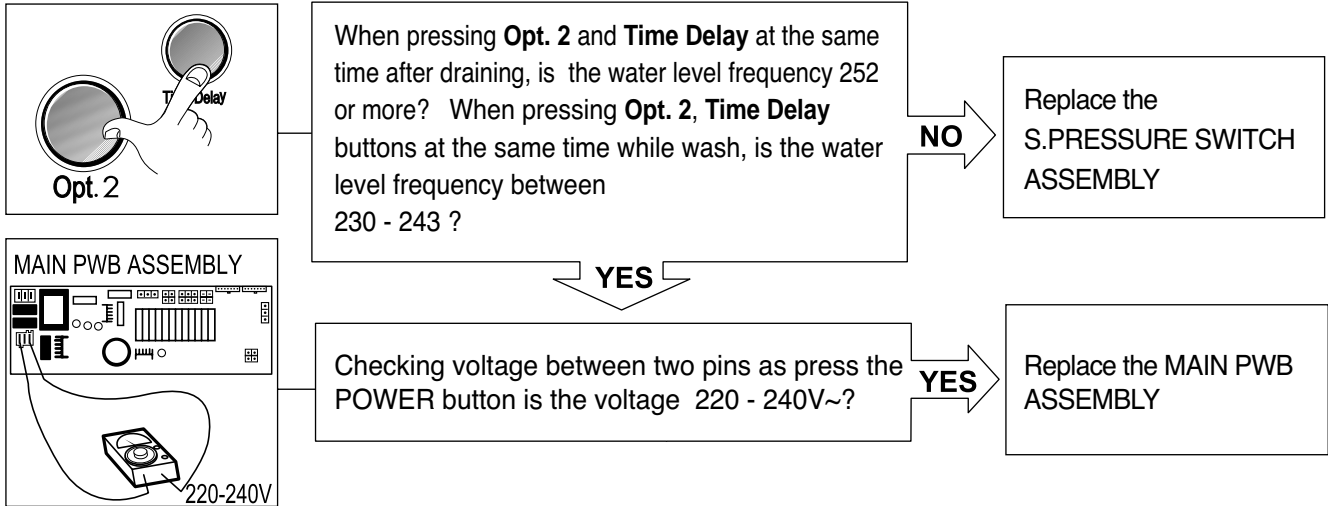 Time Delay
Opt. 2
When pressing Opt. 2 and Time Delay at the same
time after draining, is the water level frequency 252
or more? When pressing Opt. 2, Time Delay
buttons at the same time while wash, is the water
level frequency between
230 - 243 ?
NO
Replace the
S.PRESSURE SWITCH
ASSEMBLY
YES
MAIN PWB ASSEMBLY
220-240V
Checking voltage between two pins as press the
POWER button is the voltage 220 - 240V~?
YES
Replace the MAIN PWB
ASSEMBLY